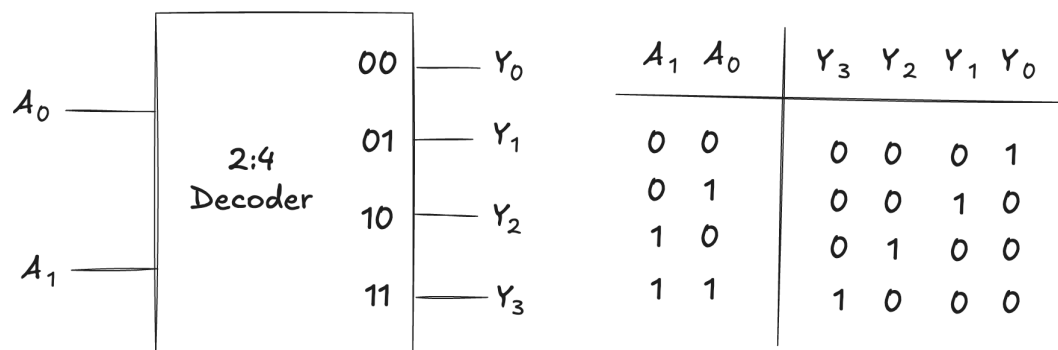 A₀
A₁
2:4
Decoder
00 Y₀
01 Y₁
10 Y₂
11 Y₃
A₁ A₀ Y₃ Y₂ Y₁ Y₀
0 0 0 0 0 1
0 1 0 0 1 0
1 0 0 1 0 0
1 1 1 0 0 0